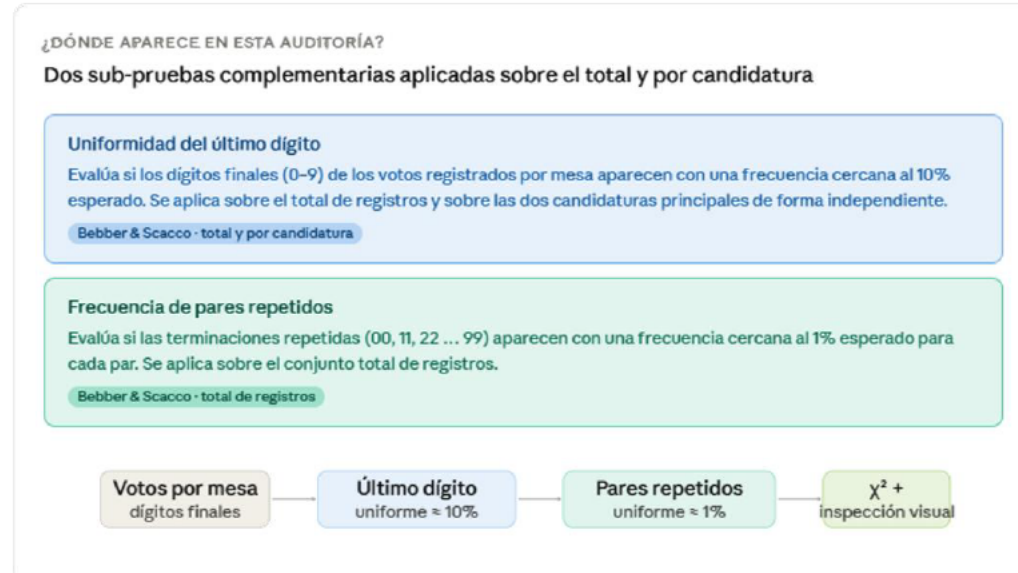 ¿DÓNDE APARECE EN ESTA AUDITORÍA?
Dos sub-pruebas complementarias aplicadas sobre el total y por candidatura
Uniformidad del último dígito
Evalúa si los dígitos finales (0–9) de los votos registrados por mesa aparecen con una frecuencia cercana al 10%
esperado. Se aplica sobre el total de registros y sobre las dos candidaturas principales de forma independiente.
Bebber & Scacco · total y por candidatura
Frecuencia de pares repetidos
Evalúa si las terminaciones repetidas (00, 11, 22 ... 99) aparecen con una frecuencia cercana al 1% esperado para
cada par. Se aplica sobre el conjunto total de registros.
Bebber & Scacco · total de registros
Votos por mesa
dígitos finales
Último dígito
uniforme ≈ 10%
Pares repetidos
uniforme ≈ 1%
χ² +
inspección visual